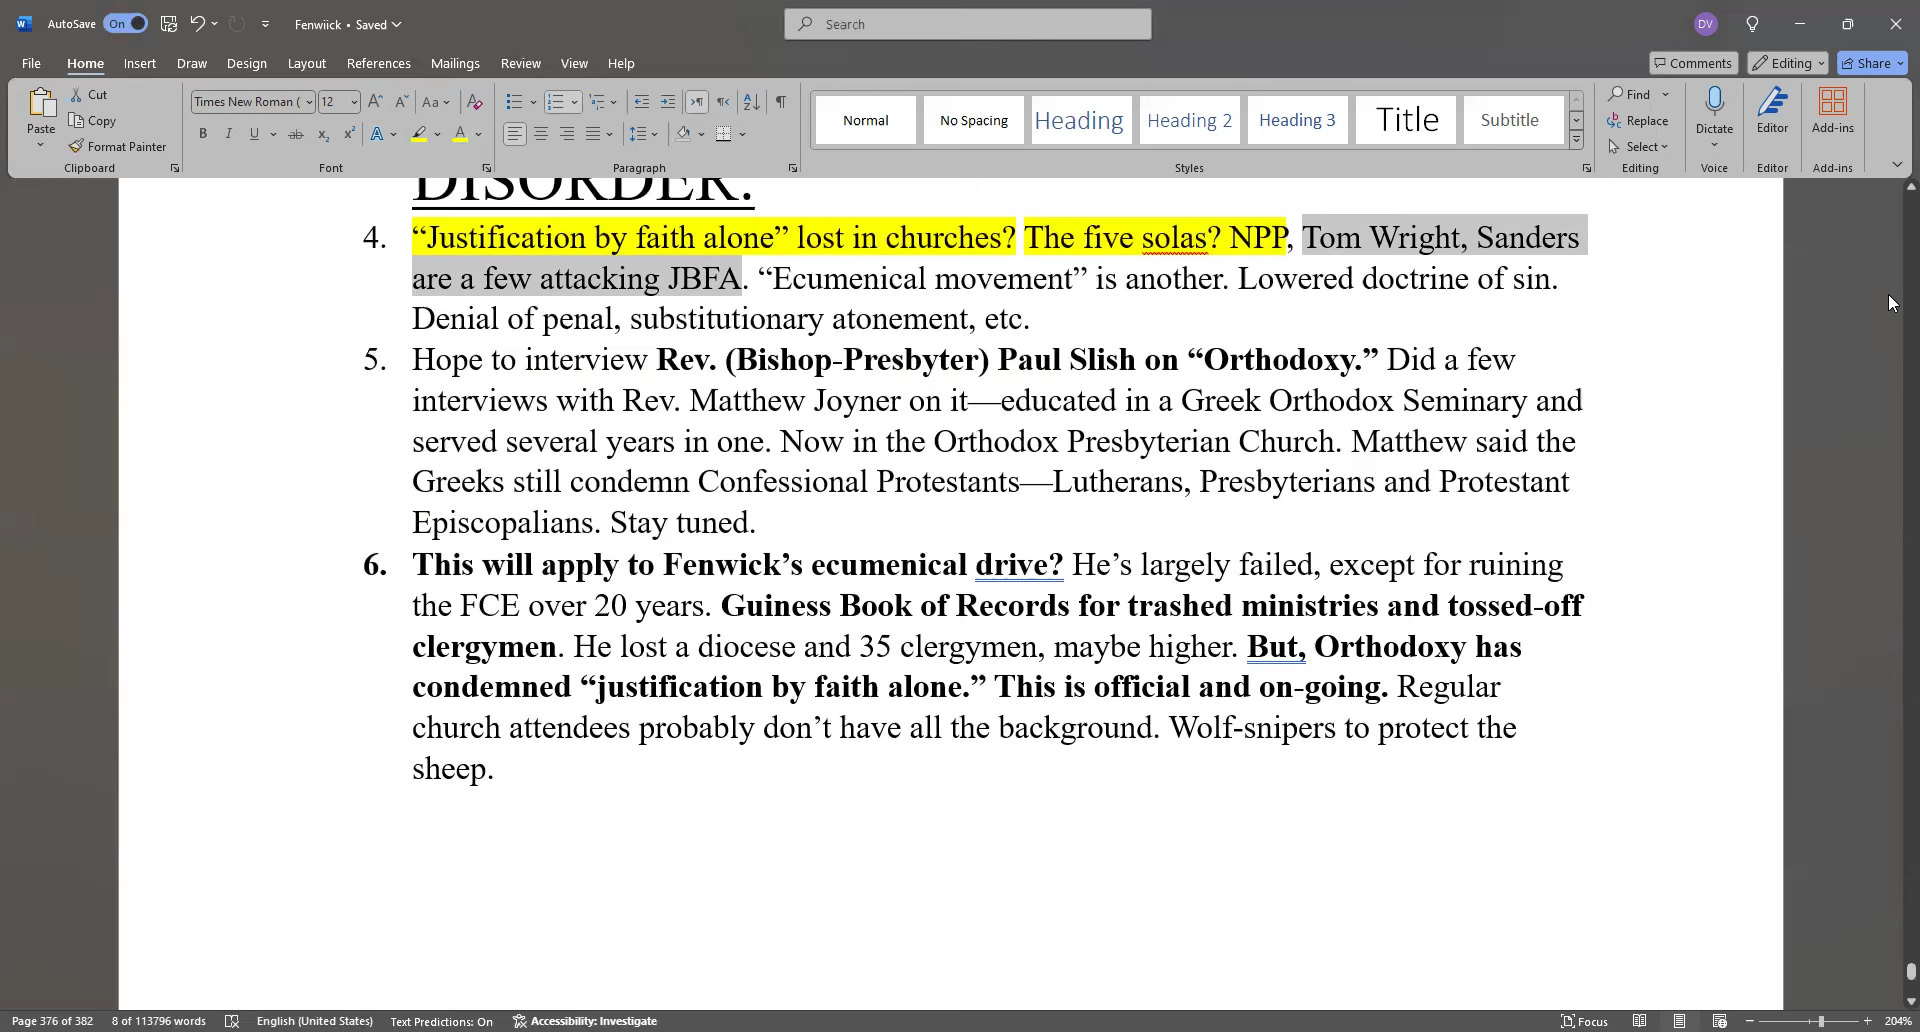 AutoSave On Fenwiick • Saved Search DV
File Home Insert Draw Design Layout References Mailings Review View Help Comments Editing Share
Paste Cut Copy Format Painter Clipboard
Times New Roman ( 12 Aa Font
Paragraph
Normal No Spacing Heading Heading 2 Heading 3 Title Subtitle Styles
Find Replace Select Editing
Dictate Voice
Editor Editor
Add-ins Add-ins
DISORDER.
4. “Justification by faith alone” lost in churches? The five solas? NPP, Tom Wright, Sanders
are a few attacking JBFA. “Ecumenical movement” is another. Lowered doctrine of sin.
Denial of penal, substitutionary atonement, etc.
5. Hope to interview Rev. (Bishop-Presbyter) Paul Slish on “Orthodoxy.” Did a few
interviews with Rev. Matthew Joyner on it—educated in a Greek Orthodox Seminary and
served several years in one. Now in the Orthodox Presbyterian Church. Matthew said the
Greeks still condemn Confessional Protestants—Lutherans, Presbyterians and Protestant
Episcopalians. Stay tuned.
6. This will apply to Fenwick’s ecumenical drive? He’s largely failed, except for ruining
the FCE over 20 years. Guiness Book of Records for trashed ministries and tossed-off
clergymen. He lost a diocese and 35 clergymen, maybe higher. But, Orthodoxy has
condemned “justification by faith alone.” This is official and on-going. Regular
church attendees probably don’t have all the background. Wolf-snipers to protect the
sheep.
Page 376 of 382 8 of 113796 words English (United States) Text Predictions: On Accessibility: Investigate Focus 204%